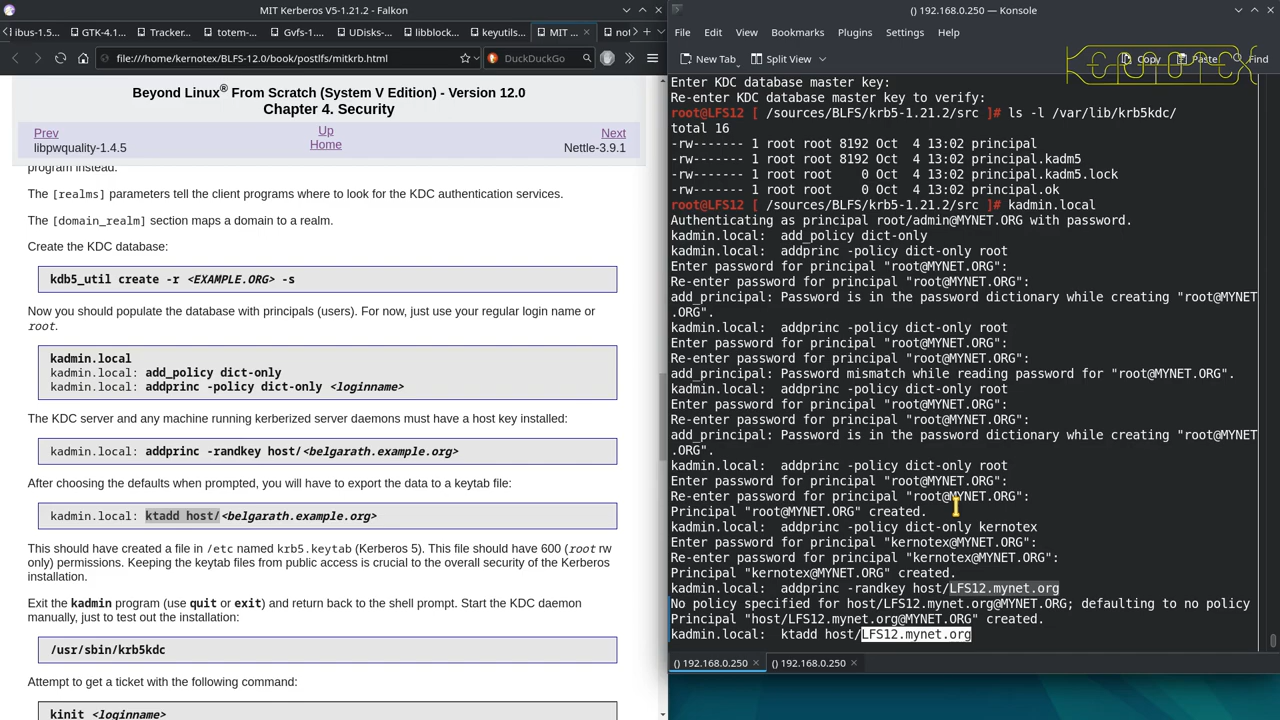 MIT Kerberos V5-1.21.2 - Falkon
ibus-1.5...
GTK-4.1...
Tracker...
totem-...
Gvfs-1....
UDisks-...
libblock...
keyutils...
MIT ...
file:///home/kernotex/BLFS-12.0/book/postlfs/mitkrb.html
DuckDuckGo
Beyond Linux® From Scratch (System V Edition) - Version 12.0
Chapter 4. Security
Prev
Up
Next
libpwquality-1.4.5
Home
Nettle-3.9.1
program instead.
The [realms] parameters tell the client programs where to look for the KDC authentication services.
The [domain_realm] section maps a domain to a realm.
Create the KDC database:
kdb5_util create -r <EXAMPLE.ORG> -s
Now you should populate the database with principals (users). For now, just use your regular login name or
root.
kadmin.local
kadmin.local: add_policy dict-only
kadmin.local: addprinc -policy dict-only <loginname>
The KDC server and any machine running kerberized server daemons must have a host key installed:
kadmin.local: addprinc -randkey host/<belgarath.example.org>
After choosing the defaults when prompted, you will have to export the data to a keytab file:
kadmin.local: ktadd host/<belgarath.example.org>
This should have created a file in /etc named krb5.keytab (Kerberos 5). This file should have 600 (root rw
only) permissions. Keeping the keytab files from public access is crucial to the overall security of the Kerberos
installation.
Exit the kadmin program (use quit or exit) and return back to the shell prompt. Start the KDC daemon
manually, just to test out the installation:
/usr/sbin/krb5kdc
Attempt to get a ticket with the following command:
kinit <loginname>
() 192.168.0.250 — Konsole
File Edit View Bookmarks Plugins Settings Help
New Tab
Split View
Copy
Paste
Find
Kernotex
Enter KDC database master key:
Re-enter KDC database master key to verify:
root@LFS12 [ /sources/BLFS/krb5-1.21.2/src ]# ls -l /var/lib/krb5kdc/
total 16
-rw------- 1 root root 8192 Oct  4 13:02 principal
-rw------- 1 root root 8192 Oct  4 13:02 principal.kadm5
-rw------- 1 root root    0 Oct  4 13:02 principal.kadm5.lock
-rw------- 1 root root    0 Oct  4 13:02 principal.ok
root@LFS12 [ /sources/BLFS/krb5-1.21.2/src ]# kadmin.local
Authenticating as principal root/admin@MYNET.ORG with password.
kadmin.local:  add_policy dict-only
kadmin.local:  addprinc -policy dict-only root
Enter password for principal "root@MYNET.ORG":
Re-enter password for principal "root@MYNET.ORG":
add_principal: Password is in the password dictionary while creating "root@MYNET
.ORG".
kadmin.local:  addprinc -policy dict-only root
Enter password for principal "root@MYNET.ORG":
Re-enter password for principal "root@MYNET.ORG":
add_principal: Password mismatch while reading password for "root@MYNET.ORG".
kadmin.local:  addprinc -policy dict-only root
Enter password for principal "root@MYNET.ORG":
Re-enter password for principal "root@MYNET.ORG":
add_principal: Password is in the password dictionary while creating "root@MYNET
.ORG".
kadmin.local:  addprinc -policy dict-only root
Enter password for principal "root@MYNET.ORG":
Re-enter password for principal "root@MYNET.ORG":
Principal "root@MYNET.ORG" created.
kadmin.local:  addprinc -policy dict-only kernotex
Enter password for principal "kernotex@MYNET.ORG":
Re-enter password for principal "kernotex@MYNET.ORG":
Principal "kernotex@MYNET.ORG" created.
kadmin.local:  addprinc -randkey host/LFS12.mynet.org
No policy specified for host/LFS12.mynet.org@MYNET.ORG; defaulting to no policy
Principal "host/LFS12.mynet.org@MYNET.ORG" created.
kadmin.local:  ktadd host/LFS12.mynet.org
() 192.168.0.250
() 192.168.0.250